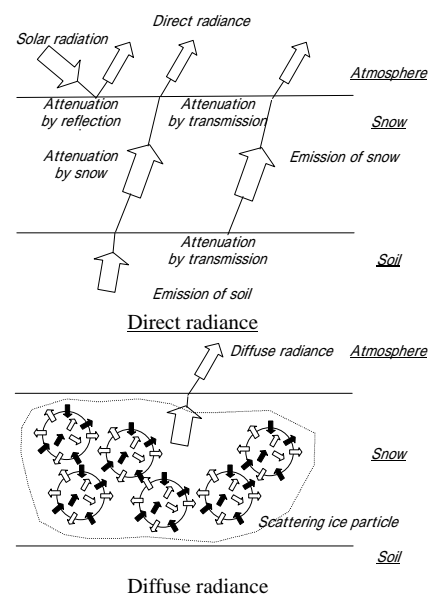 Direct radiance
Solar radiation
Atmosphere
Attenuation
by reflection
Attenuation
by transmission
Snow
Attenuation
by snow
Emission of snow
Attenuation
by transmission
Soil
Emission of soil
Direct radiance
Diffuse radiance
Atmosphere
Snow
Scattering ice particle
Soil
Diffuse radiance